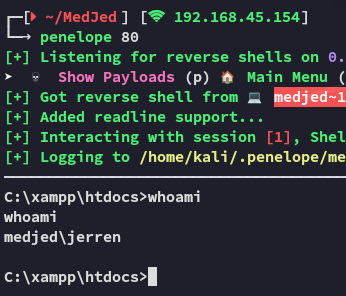 [~/MedJed] [192.168.45.154]
penelope 80
[+] Listening for reverse shells on 0.
➤ 💀 Show Payloads (p) 🏠 Main Menu (
[+] Got reverse shell from 💻 medjed~1
[+] Added readline support...
[+] Interacting with session [1], Shel
[+] Logging to /home/kali/.penelope/me
C:\xampp\htdocs>whoami
whoami
medjed\jerren
C:\xampp\htdocs>